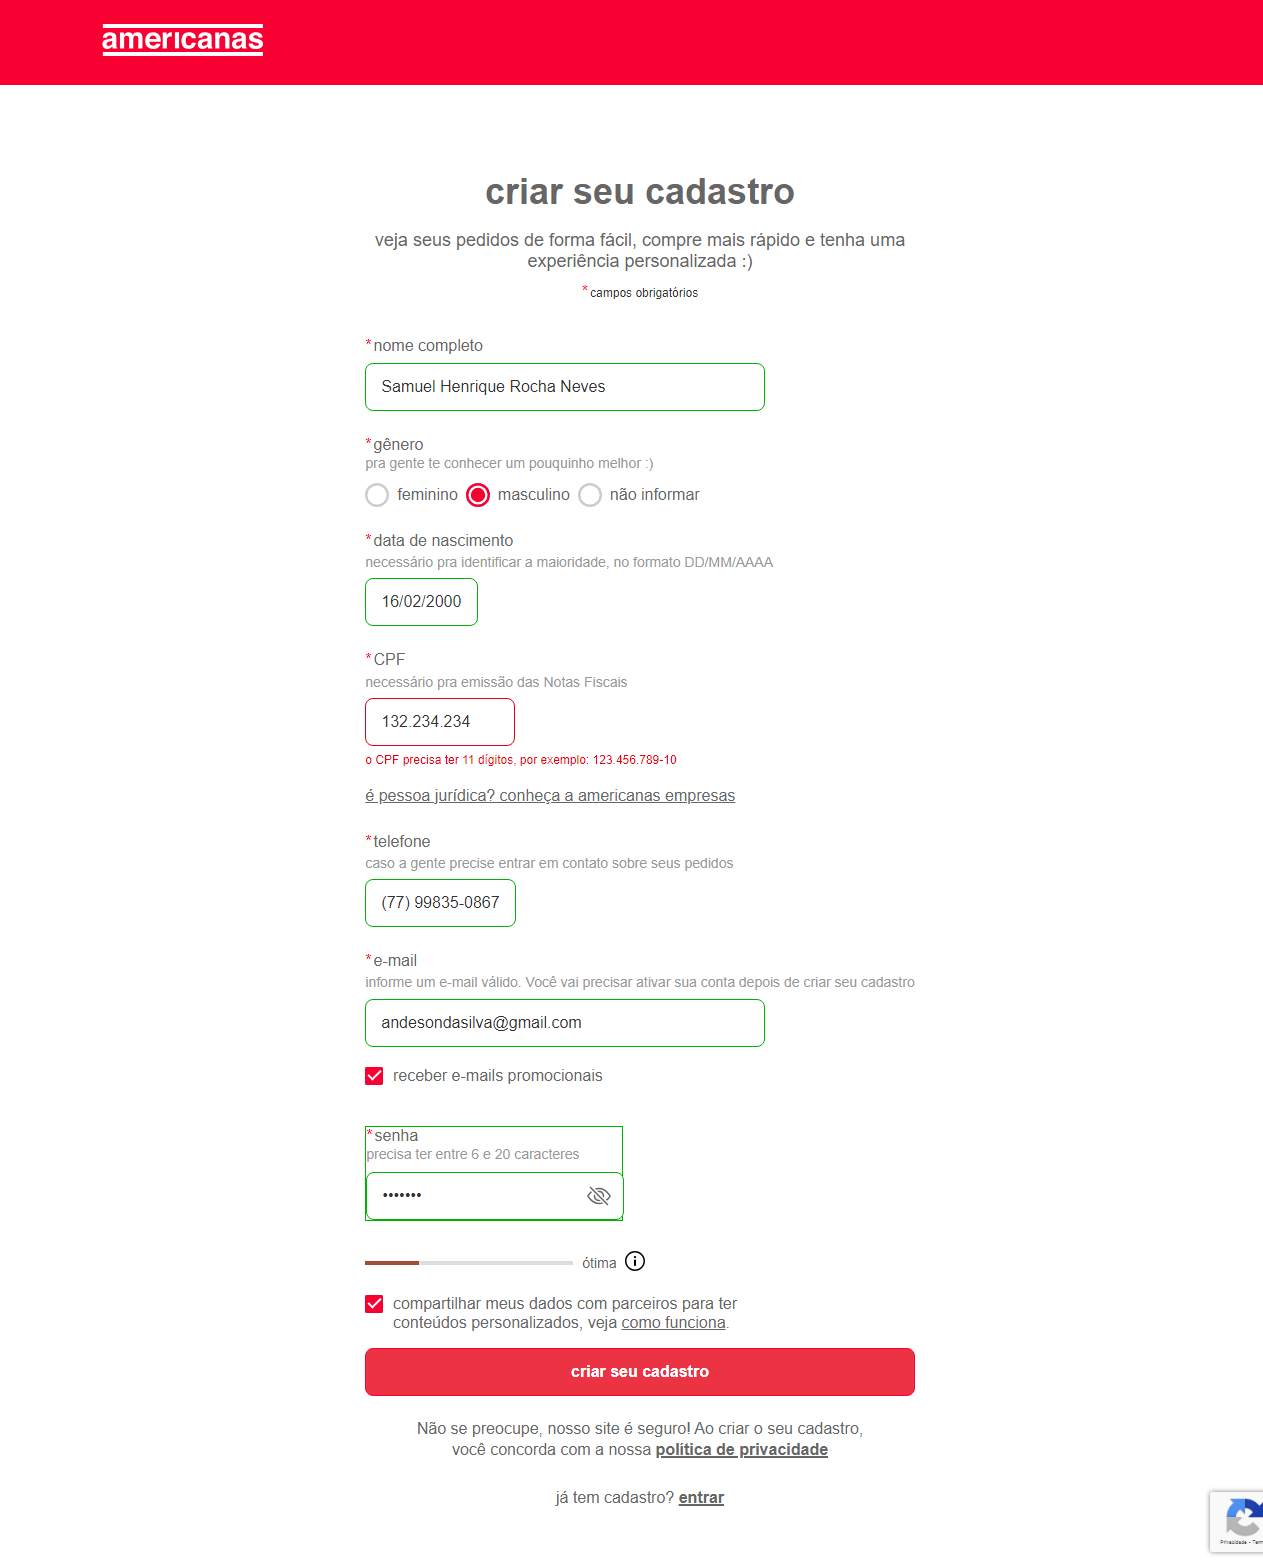 americanas
criar seu cadastro
veja seus pedidos de forma fácil, compre mais rápido e tenha uma
experiência personalizada :)
* campos obrigatórios
*nome completo
Samuel Henrique Rocha Neves
*gênero
pra gente te conhecer um pouquinho melhor :)
feminino masculino não informar
*data de nascimento
necessário pra identificar a maioridade, no formato DD/MM/AAAA
16/02/2000
*CPF
necessário pra emissão das Notas Fiscais
132.234.234
o CPF precisa ter 11 dígitos, por exemplo: 123.456.789-10
é pessoa jurídica? conheça a americanas empresas
*telefone
caso a gente precise entrar em contato sobre seus pedidos
(77) 99835-0867
*e-mail
informe um e-mail válido. Você vai precisar ativar sua conta depois de criar seu cadastro
andesondasilva@gmail.com
receber e-mails promocionais
*senha
precisa ter entre 6 e 20 caracteres
•••••••
ótima
compartilhar meus dados com parceiros para ter
conteúdos personalizados, veja como funciona.
criar seu cadastro
Não se preocupe, nosso site é seguro! Ao criar o seu cadastro,
você concorda com a nossa política de privacidade
já tem cadastro? entrar
Privacidade - Term